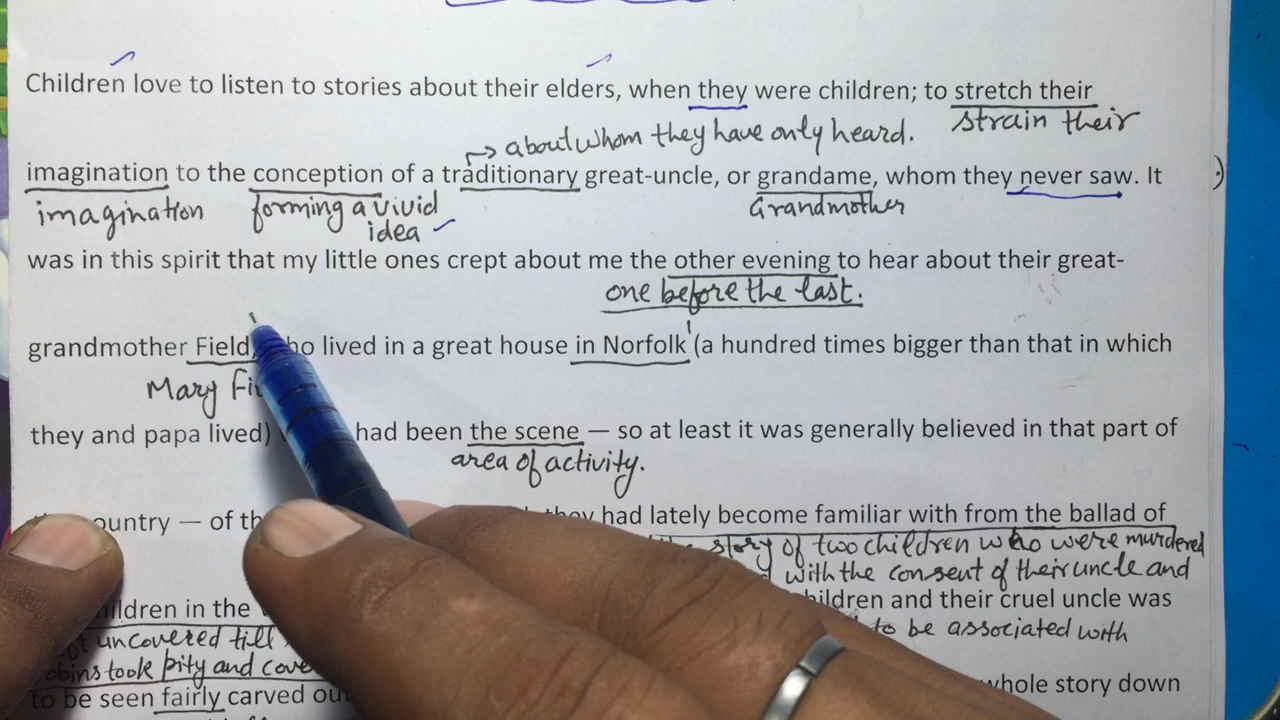 Children love to listen to stories about their elders, when they were children; to stretch their
about whom they have only heard. strain their
imagination to the conception of a traditionary great-uncle, or grandame, whom they never saw. It
imagination forming a vivid idea Grandmother
was in this spirit that my little ones crept about me the other evening to hear about their great-
one before the last.
grandmother Field, lived in a great house in Norfolk (a hundred times bigger than that in which
Mary
they and papa lived) had been the scene — so at least it was generally believed in that part of
area of activity.
country — of they had lately become familiar with from the ballad of
story of two children who were murdered
with the consent of their uncle and
children in the children and their cruel uncle was
uncovered till to be associated with
took pity and
to be seen fairly carved whole story down